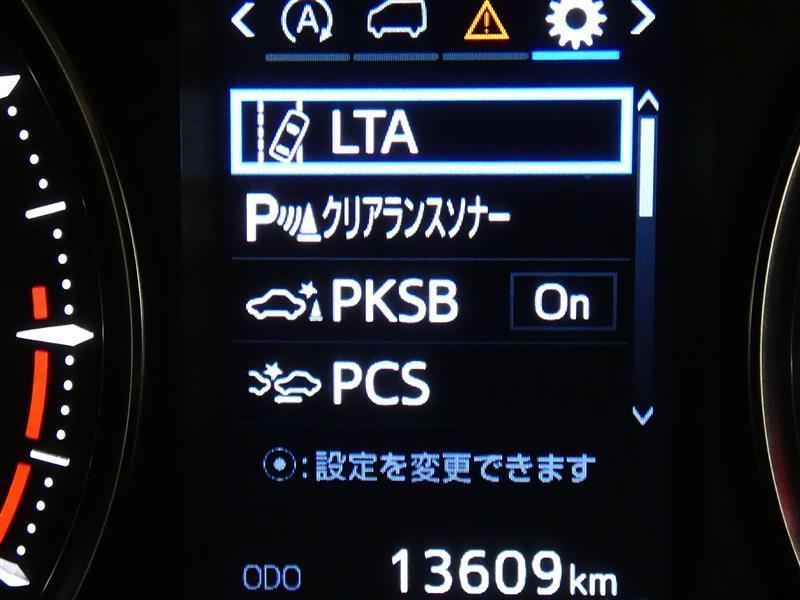 A
LTA
Pクリアランスソナー
PKSB On
PCS
:設定を変更できます
ODO 13609km